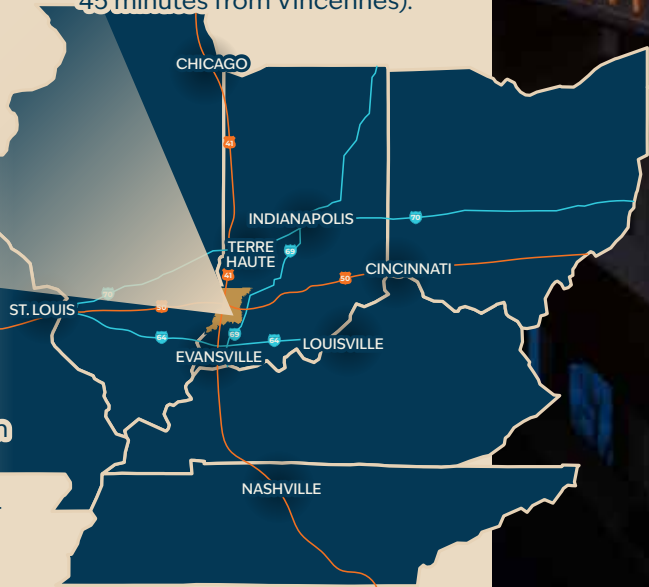 45 minutes from Vincennes).
CHICAGO
41
INDIANAPOLIS
70
TERRE
HAUTE
69
CINCINNATI
41
50
70
50
ST. LOUIS
69
64
64
LOUISVILLE
EVANSVILLE
NASHVILLE